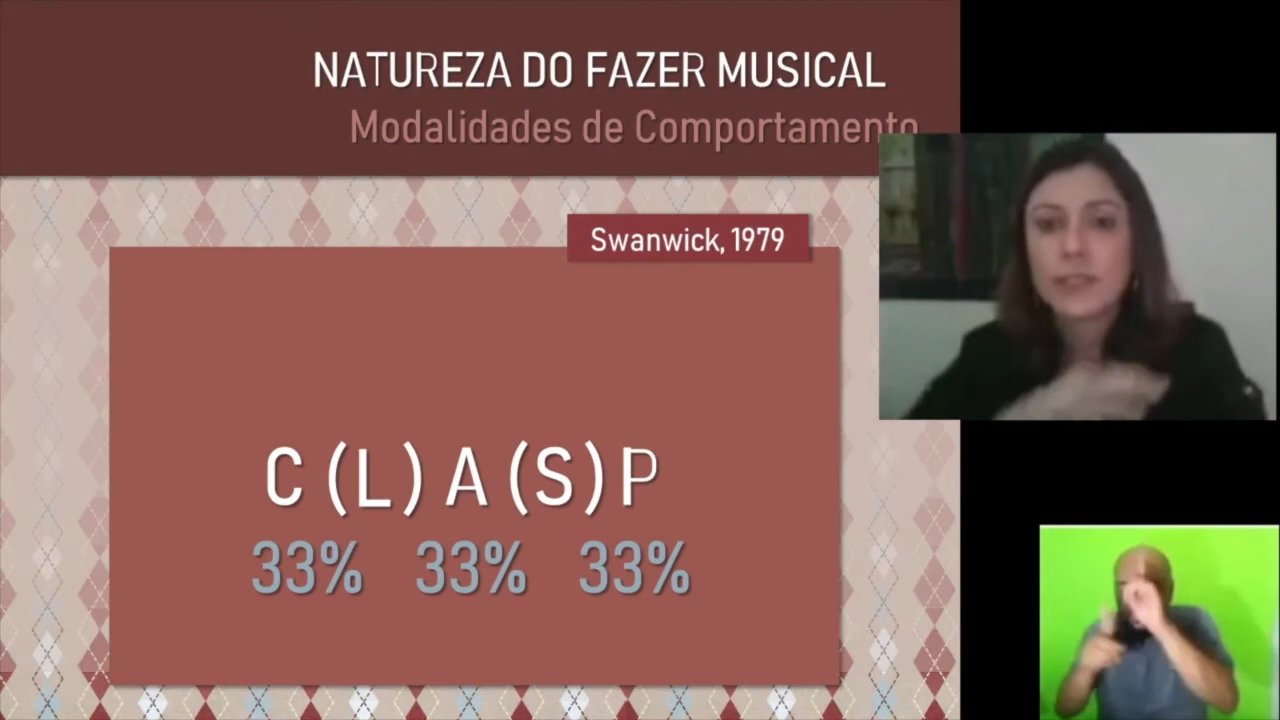 NATUREZA DO FAZER MUSICAL
Modalidades de Comportamento
Swanwick, 1979
C (L) A (S) P
33% 33% 33%